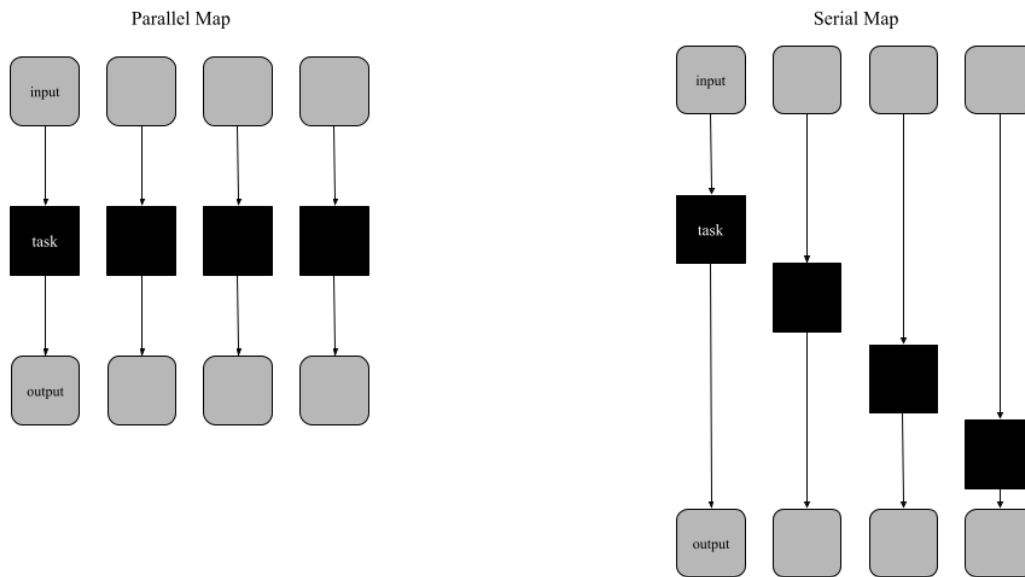 Parallel Map
input
task
output
Serial Map
input
task
output